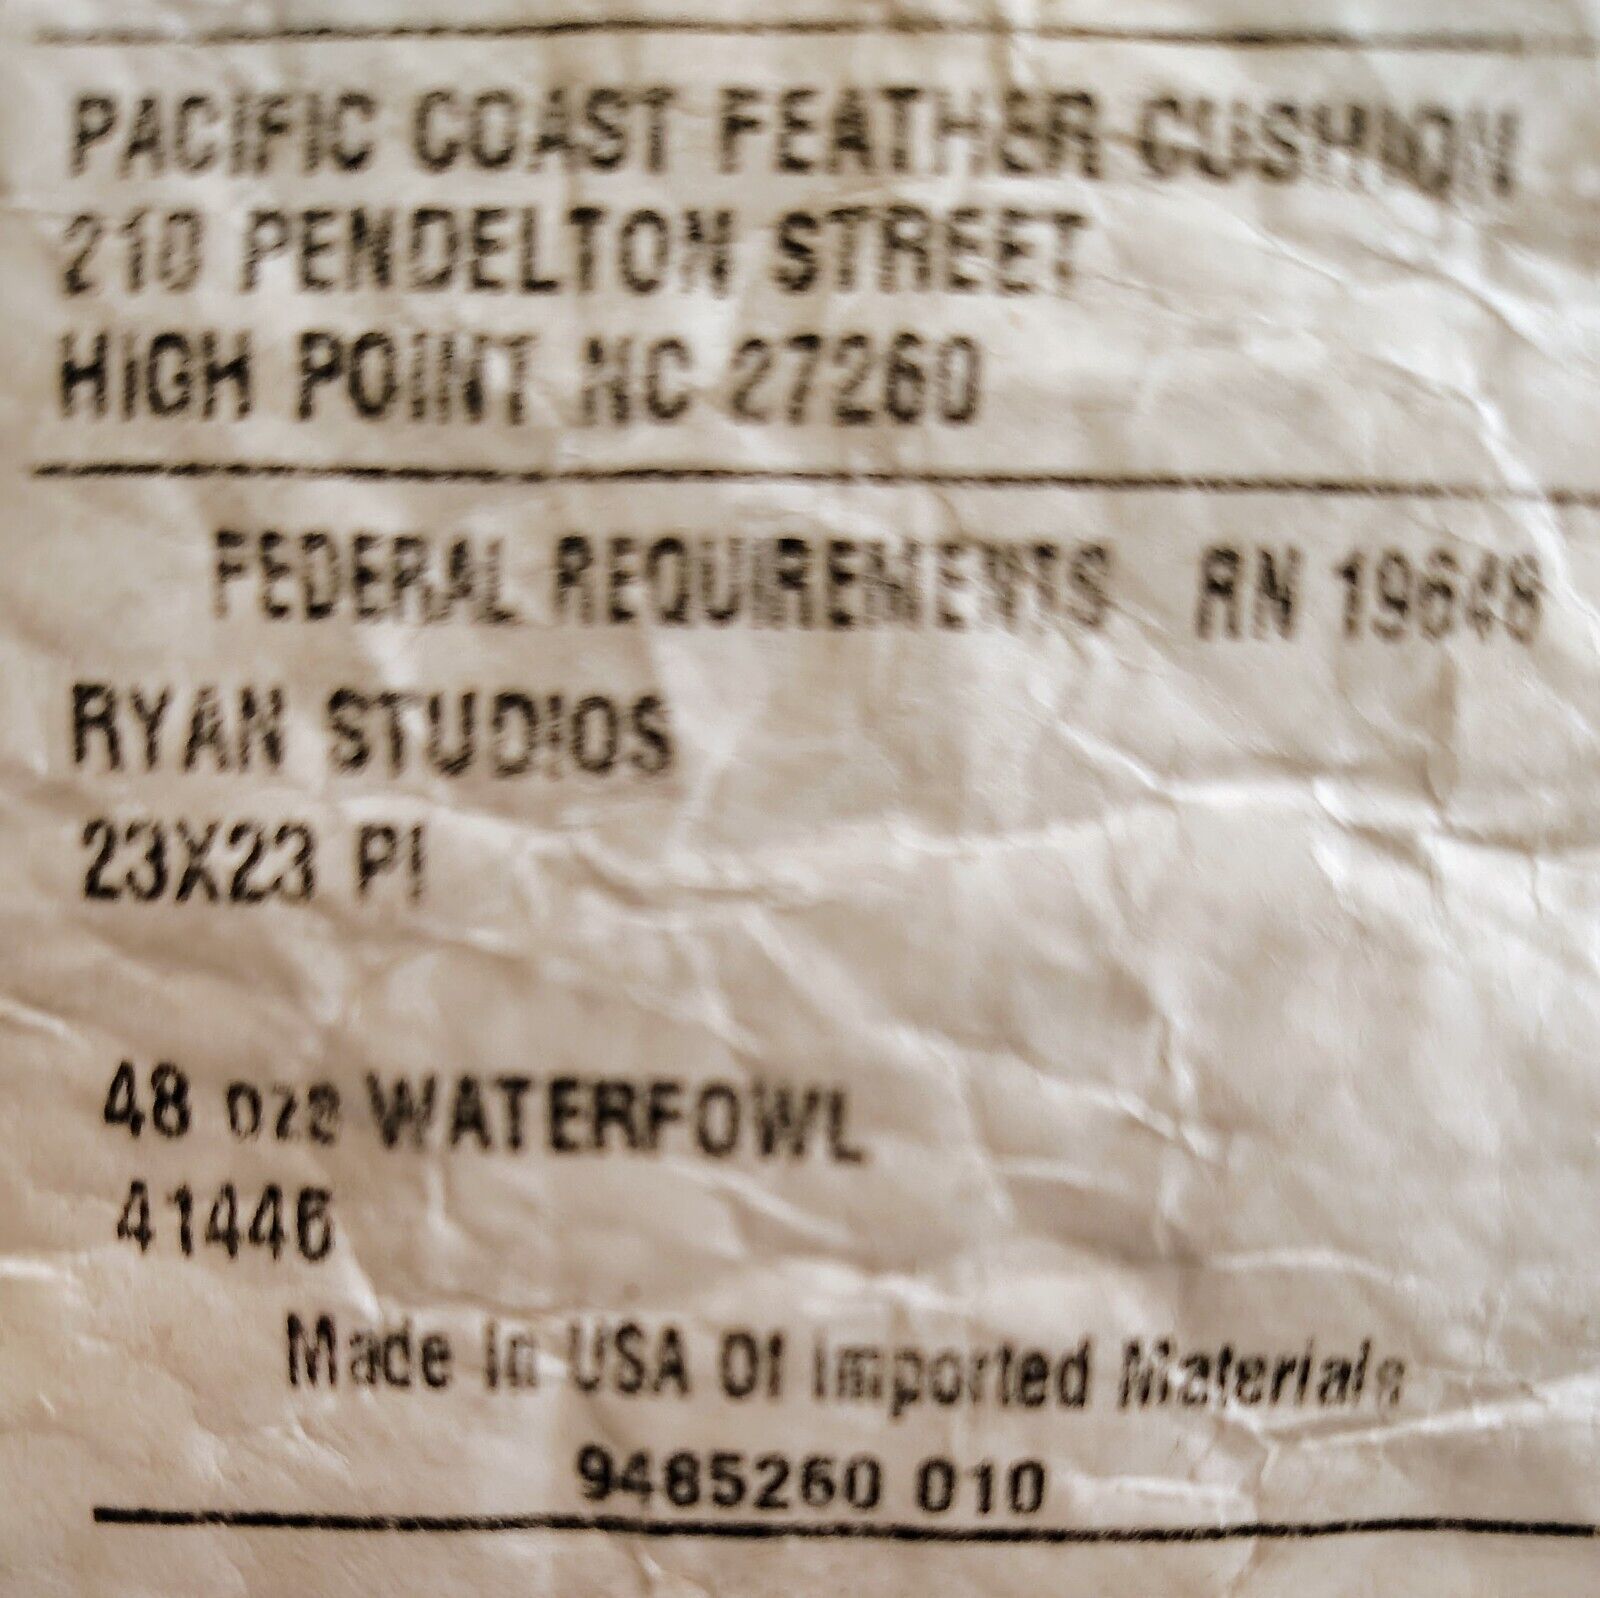 PACIFIC COAST FEATHER CUSHION
210 PENDELTON STREET
HIGH POINT NC 27260
FEDERAL REQUIREMENTS RN 19648
RYAN STUDIOS
23X23 PI
48 ozs WATERFOWL
41446
Made In USA Of Imported Materials
9485260 010